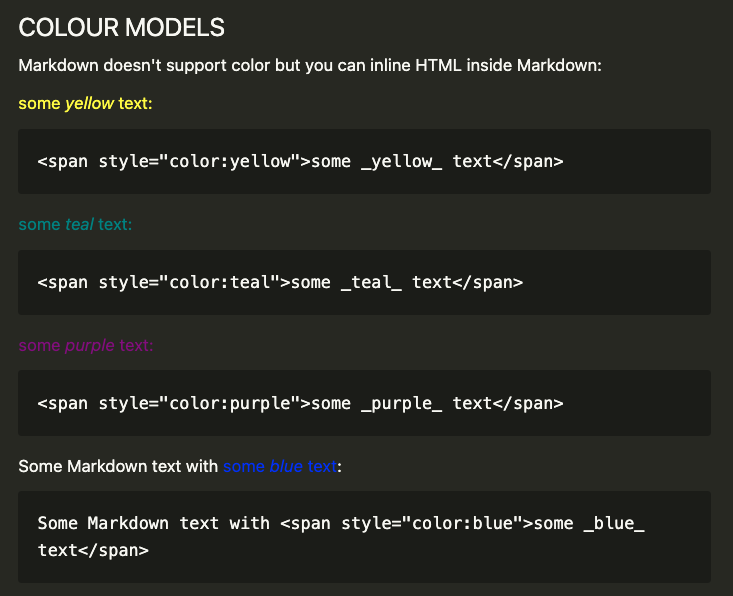 COLOUR MODELS
Markdown doesn't support color but you can inline HTML inside Markdown:
some yellow text:
<span style="color:yellow">some _yellow_ text</span>
some teal text:
<span style="color:teal">some _teal_ text</span>
some purple text:
<span style="color:purple">some _purple_ text</span>
Some Markdown text with some blue text:
Some Markdown text with <span style="color:blue">some _blue_
text</span>